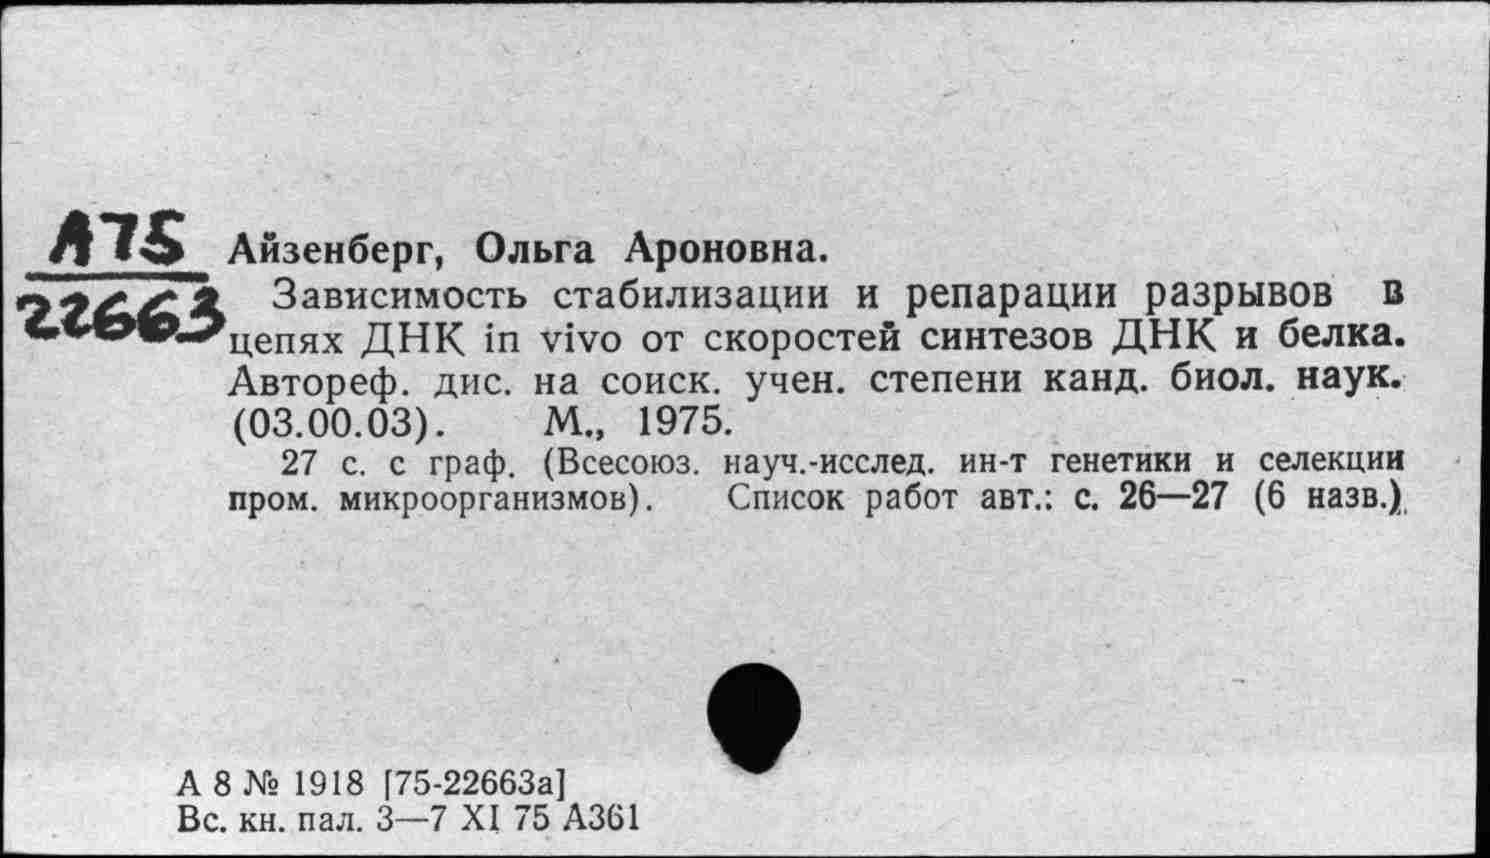 А75
22663
Айзенберг, Ольга Ароновна.
Зависимость стабилизации и репарации разрывов в
цепях ДНК in vivo от скоростей синтезов ДНК и белка.
Автореф. дис. на соиск. учен. степени канд. биол. наук.
(03.00.03). М., 1975.
27 с. с граф. (Всесоюз. науч.-исслед. ин-т генетики и селекции
пром. микроорганизмов). Список работ авт.: с. 26—27 (6 назв.)
А 8 № 1918 [75-22663а]
Вс. кн. пал. 3—7 XI 75 А361